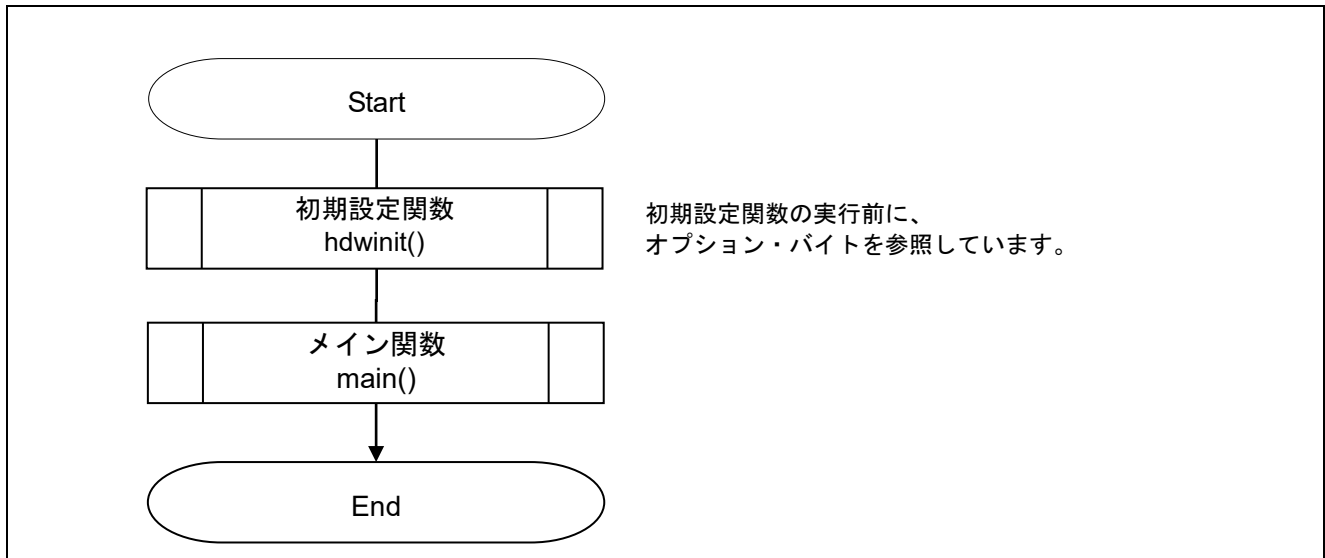 Start
初期設定関数
hdwinit()
初期設定関数の実行前に、
オプション・バイトを参照しています。
メイン関数
main()
End